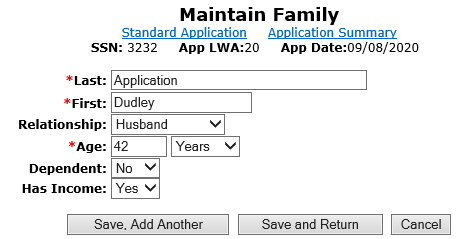 Maintain Family
Standard Application Application Summary
SSN: 3232 App LWA:20 App Date:09/08/2020
*Last: Application
*First: Dudley
Relationship: Husband
*Age: 42 Years
Dependent: No
Has Income: Yes
Save, Add Another Save and Return Cancel